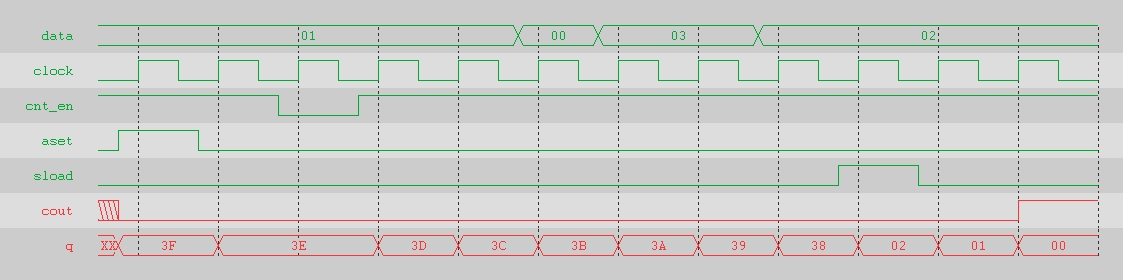 data 01 00 03 02
clock
cnt_en
aset
sload
cout
q XX 3F 3E 3D 3C 3B 3A 39 38 02 01 00